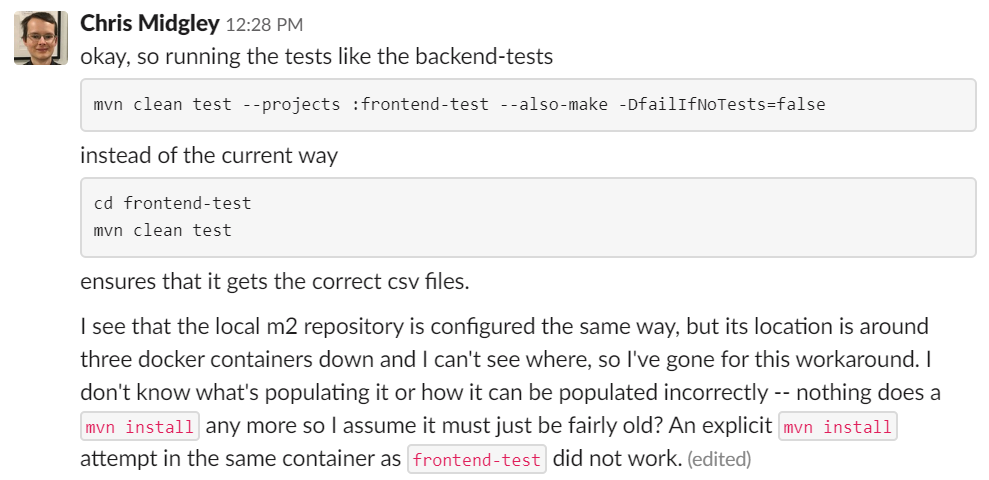 Chris Midgley 12:28 PM
okay, so running the tests like the backend-tests
mvn clean test --projects :frontend-test --also-make -DfailIfNoTests=false
instead of the current way
cd frontend-test
mvn clean test
ensures that it gets the correct csv files.
I see that the local m2 repository is configured the same way, but its location is around
three docker containers down and I can't see where, so I've gone for this workaround. I
don't know what's populating it or how it can be populated incorrectly -- nothing does a
mvn install any more so I assume it must just be fairly old? An explicit mvn install
attempt in the same container as frontend-test did not work. (edited)